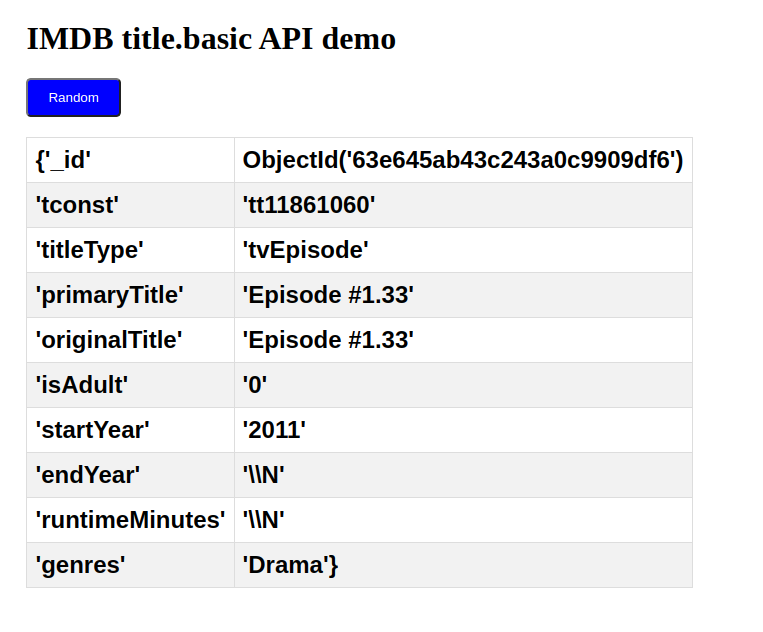 IMDB title.basic API demo
Random
{'_id' ObjectId('63e645ab43c243a0c9909df6')
'tconst' 'tt11861060'
'titleType' 'tvEpisode'
'primaryTitle' 'Episode #1.33'
'originalTitle' 'Episode #1.33'
'isAdult' '0'
'startYear' '2011'
'endYear' '\\N'
'runtimeMinutes' '\\N'
'genres' 'Drama'}